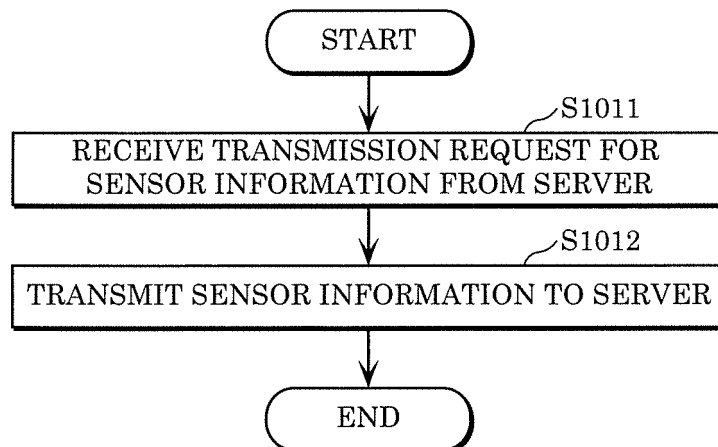 START
S1011
RECEIVE TRANSMISSION REQUEST FOR
SENSOR INFORMATION FROM SERVER
S1012
TRANSMIT SENSOR INFORMATION TO SERVER
END